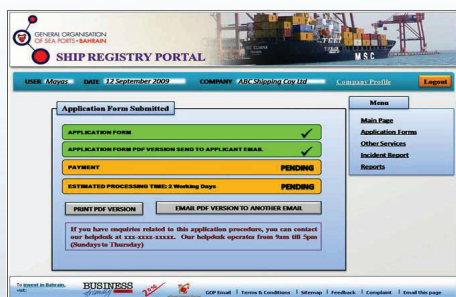 GENERAL ORGANISATION
OF SEA PORTS • BAHRAIN
SHIP REGISTRY PORTAL
MSC
USER Mayas DATE 12 September 2009 COMPANY ABC Shipping Coy Ltd Company Profile Logout
Application Form Submitted
APPLICATION FORM
APPLICATION FORM PDF VERSION SEND TO APPLICANT EMAIL
PAYMENT PENDING
ESTIMATED PROCESSING TIME: 2 Working Days PENDING
PRINT PDF VERSION EMAIL PDF VERSION TO ANOTHER EMAIL
If you have enquiries related to this application procedure, you can contact
our helpdesk at xxx-xxxx-xxxxx. Our helpdesk operates from 9am till 5pm
(Sundays to Thursday)
Menu
Main Page
Application Forms
Other Services
Incident Report
Reports
To invest in Bahrain,
visit:
BUSINESS
friendly
GOP Email | Terms & Conditions | Sitemap | Feedback | Complaint | Email this page